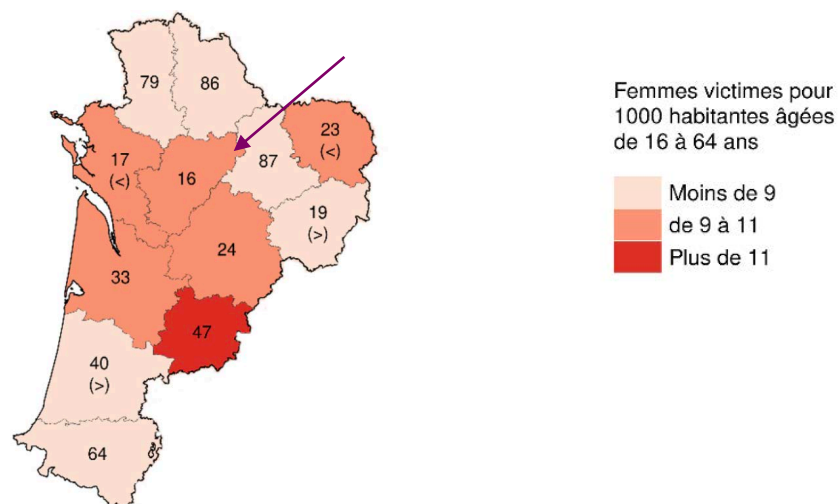 79
86
23
(<)
17
(<)
87
16
19
(>)
24
33
47
40
(>)
64
Femmes victimes pour
1000 habitantes âgées
de 16 à 64 ans
Moins de 9
de 9 à 11
Plus de 11